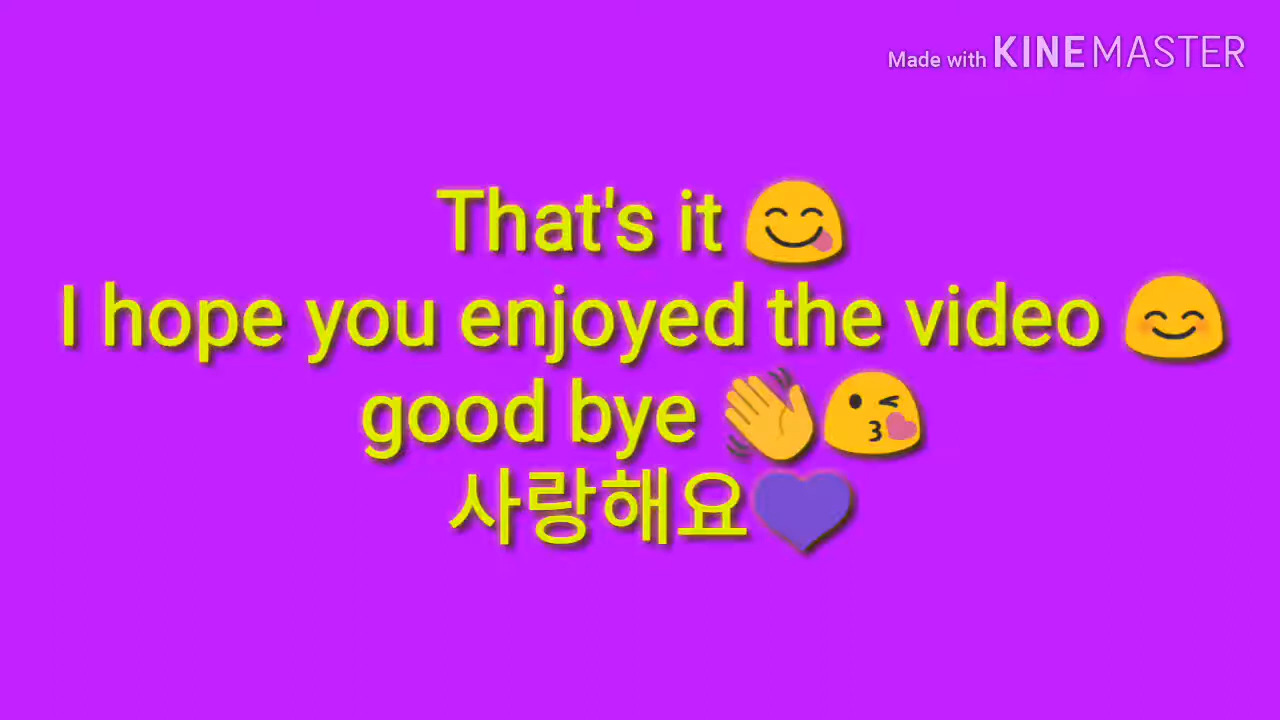 Made with KINEMASTER
That's it 😋
I hope you enjoyed the video 😊
good bye 👋😘
사랑해요💜